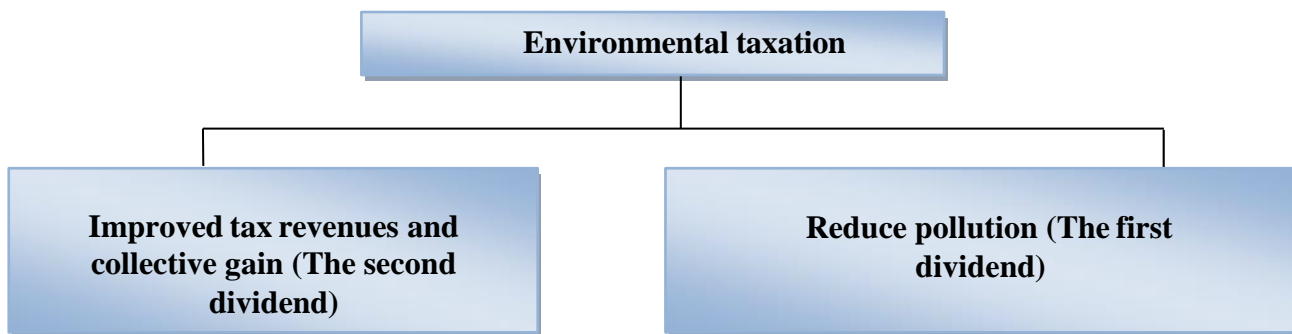 Environmental taxation
Improved tax revenues and
collective gain (The second
dividend)
Reduce pollution (The first
dividend)